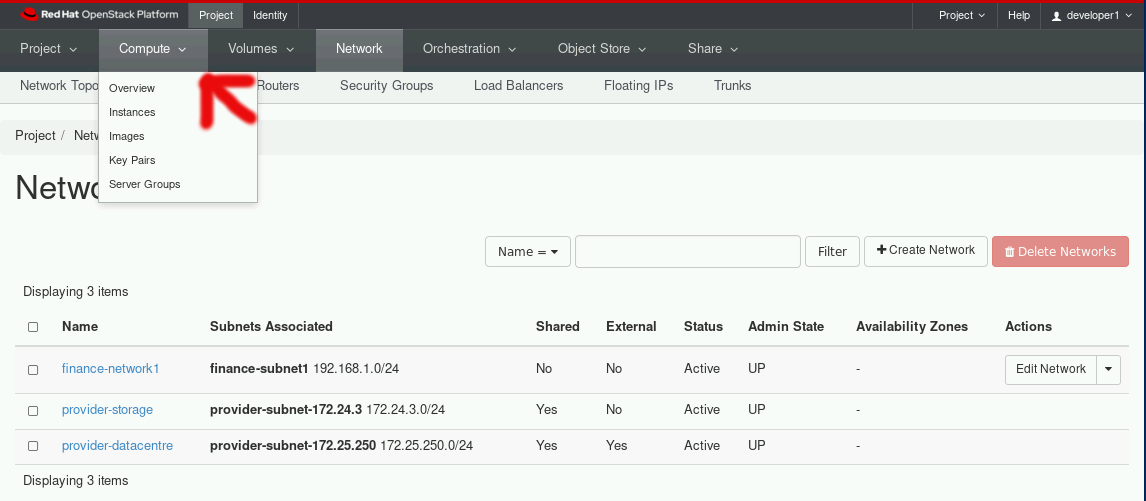 Red Hat OpenStack Platform Project Identity Project Help developer1
Project Compute Volumes Network Orchestration Object Store Share
Network Topo Routers Security Groups Load Balancers Floating IPs Trunks
Overview
Instances
Project / Netw Images
Key Pairs
Netwo Server Groups
Name = Filter Create Network Delete Networks
Displaying 3 items
Name Subnets Associated Shared External Status Admin State Availability Zones Actions
finance-network1 finance-subnet1 192.168.1.0/24 No No Active UP - Edit Network
provider-storage provider-subnet-172.24.3 172.24.3.0/24 Yes No Active UP -
provider-datacentre provider-subnet-172.25.250 172.25.250.0/24 Yes Yes Active UP -
Displaying 3 items